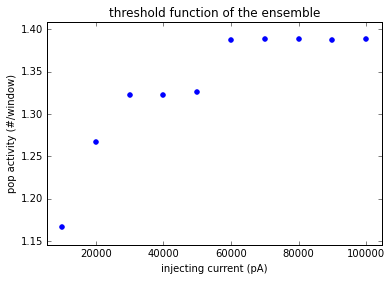 threshold function of the ensemble
1.40
1.35
1.30
1.25
1.20
1.15
pop activity (#/window)
20000 40000 60000 80000 100000
injecting current (pA)